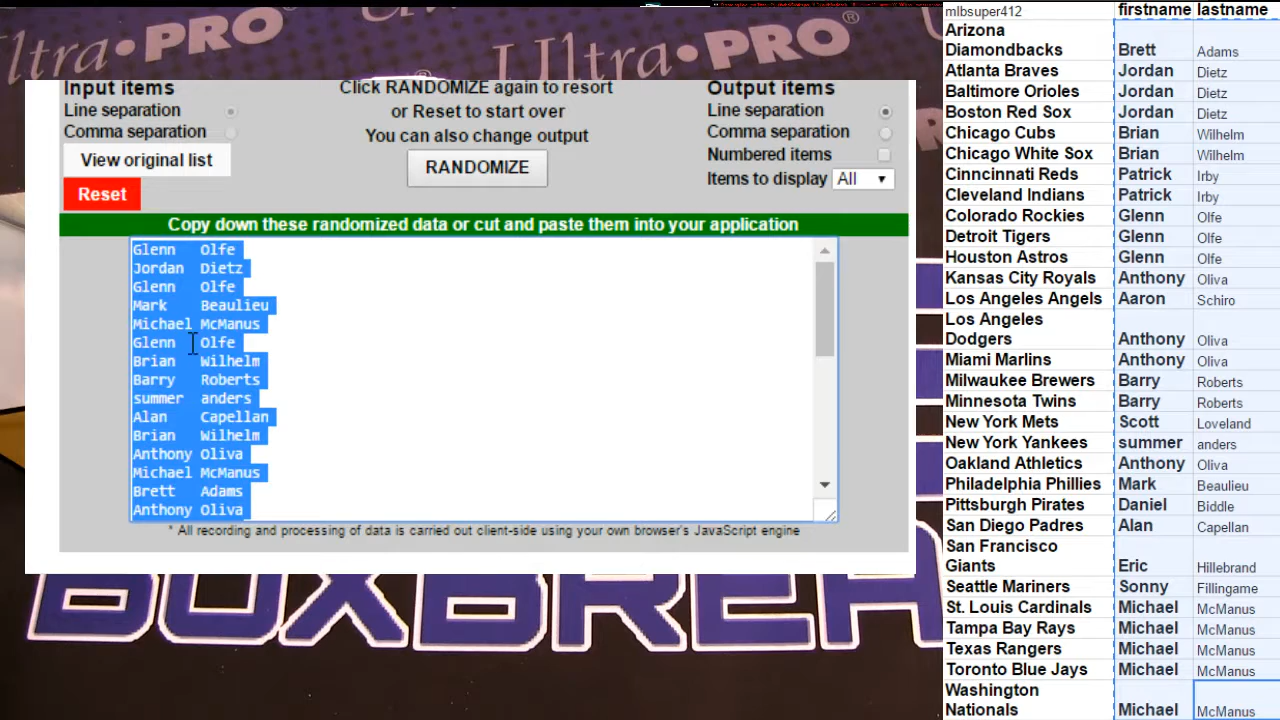 Ultra•PRO®
Ultra•PRO®
Input items
Line separation
Comma separation
View original list
Reset
Click RANDOMIZE again to resort
or Reset to start over
You can also change output
RANDOMIZE
Output items
Line separation
Comma separation
Numbered items
Items to display All
Copy down these randomized data or cut and paste them into your application
Glenn Olfe
Jordan Dietz
Glenn Olfe
Mark Beaulieu
Michael McManus
Glenn Olfe
Brian Wilhelm
Barry Roberts
summer anders
Alan Capellan
Brian Wilhelm
Anthony Oliva
Michael McManus
Brett Adams
Anthony Oliva
* All recording and processing of data is carried out client-side using your own browser's JavaScript engine
BOXBREA
mlbsuper412 firstname lastname
Arizona
Diamondbacks Brett Adams
Atlanta Braves Jordan Dietz
Baltimore Orioles Jordan Dietz
Boston Red Sox Jordan Dietz
Chicago Cubs Brian Wilhelm
Chicago White Sox Brian Wilhelm
Cinncinnati Reds Patrick Irby
Cleveland Indians Patrick Irby
Colorado Rockies Glenn Olfe
Detroit Tigers Glenn Olfe
Houston Astros Glenn Olfe
Kansas City Royals Anthony Oliva
Los Angeles Angels Aaron Schiro
Los Angeles
Dodgers Anthony Oliva
Miami Marlins Anthony Oliva
Milwaukee Brewers Barry Roberts
Minnesota Twins Barry Roberts
New York Mets Scott Loveland
New York Yankees summer anders
Oakland Athletics Anthony Oliva
Philadelphia Phillies Mark Beaulieu
Pittsburgh Pirates Daniel Biddle
San Diego Padres Alan Capellan
San Francisco
Giants Eric Hillebrand
Seattle Mariners Sonny Fillingame
St. Louis Cardinals Michael McManus
Tampa Bay Rays Michael McManus
Texas Rangers Michael McManus
Toronto Blue Jays Michael McManus
Washington
Nationals Michael McManus